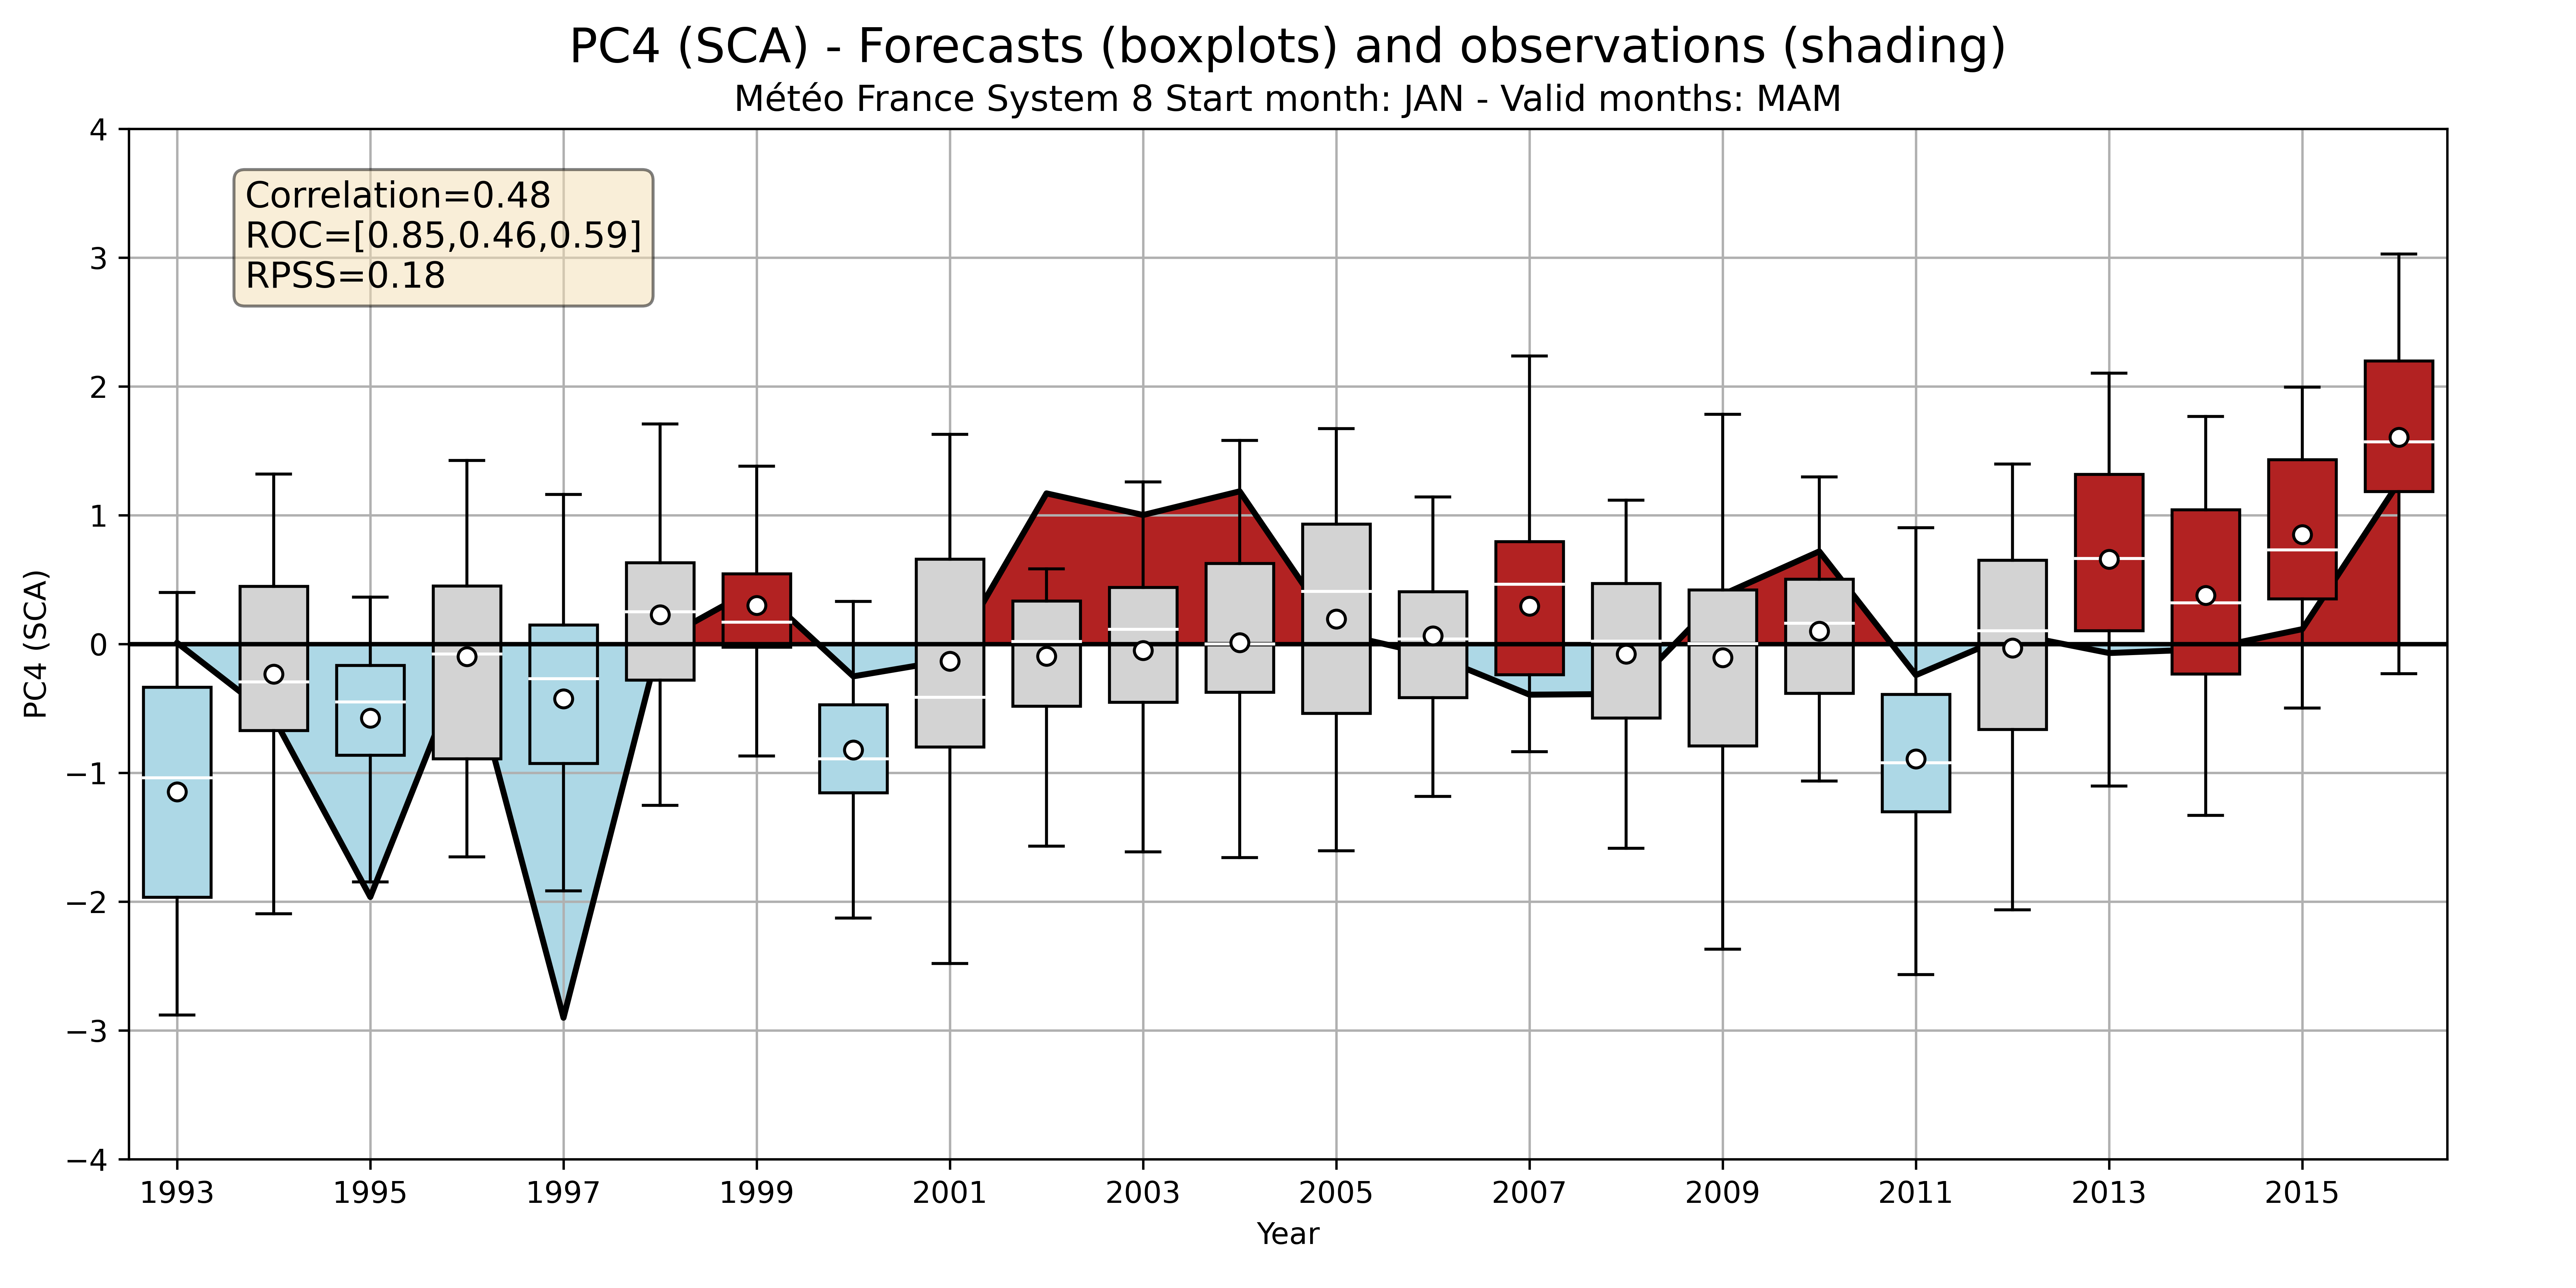 PC4 (SCA) - Forecasts (boxplots) and observations (shading)
Météo France System 8 Start month: JAN - Valid months: MAM
Correlation=0.48
ROC=[0.85,0.46,0.59]
RPSS=0.18
PC4 (SCA)
4
3
2
1
0
−1
−2
−3
−4
1993 1995 1997 1999 2001 2003 2005 2007 2009 2011 2013 2015
Year